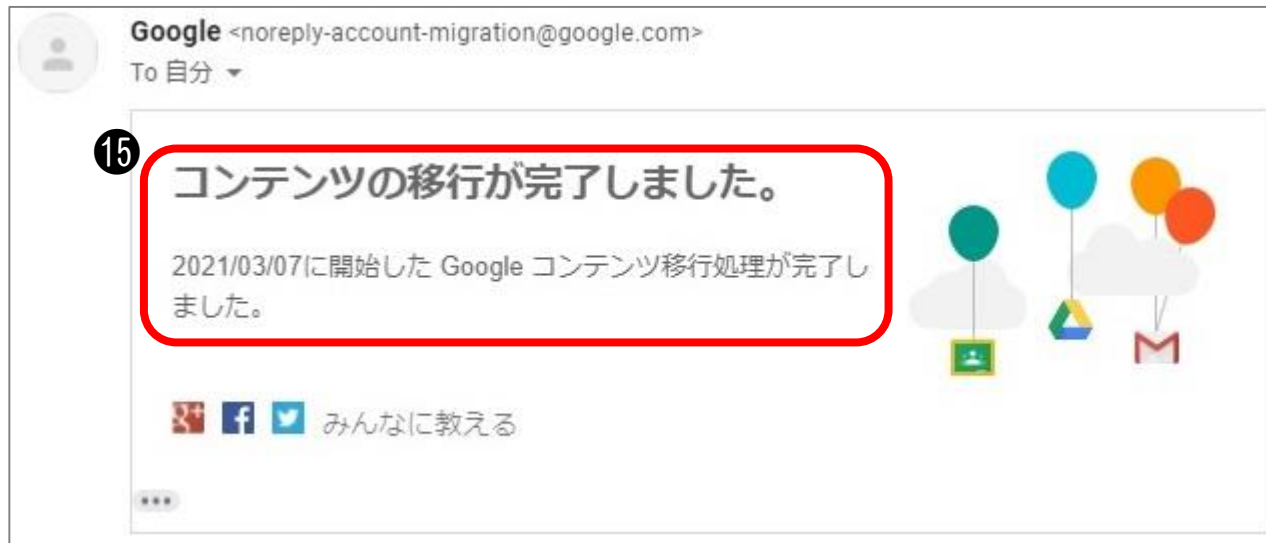 Google <noreply-account-migration@google.com>
To 自分
⓯
コンテンツの移行が完了しました。
2021/03/07に開始した Google コンテンツ移行処理が完了し
ました。
みんなに教える